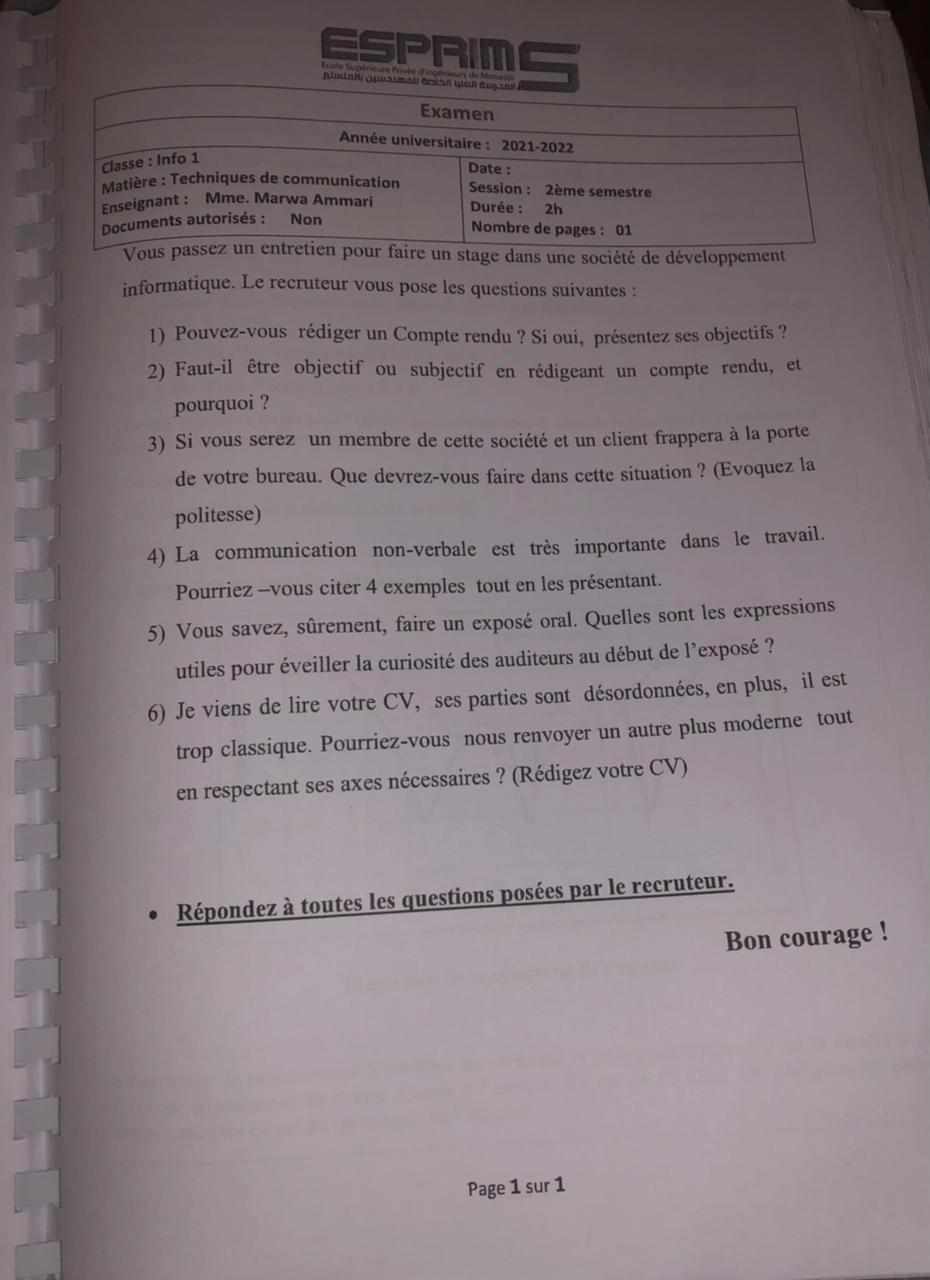 ESPRIMS
Ecole Supérieure Privée d'Ingénieurs de Monastir
Examen
Année universitaire : 2021-2022
Classe : Info 1
Matière : Techniques de communication
Enseignant : Mme. Marwa Ammari
Documents autorisés : Non
Date :
Session : 2ème semestre
Durée : 2h
Nombre de pages : 01
Vous passez un entretien pour faire un stage dans une société de développement
informatique. Le recruteur vous pose les questions suivantes :
1) Pouvez-vous rédiger un Compte rendu ? Si oui, présentez ses objectifs ?
2) Faut-il être objectif ou subjectif en rédigeant un compte rendu, et
pourquoi ?
3) Si vous serez un membre de cette société et un client frappera à la porte
de votre bureau. Que devrez-vous faire dans cette situation ? (Evoquez la
politesse)
4) La communication non-verbale est très importante dans le travail.
Pourriez –vous citer 4 exemples tout en les présentant.
5) Vous savez, sûrement, faire un exposé oral. Quelles sont les expressions
utiles pour éveiller la curiosité des auditeurs au début de l'exposé ?
6) Je viens de lire votre CV, ses parties sont désordonnées, en plus, il est
trop classique. Pourriez-vous nous renvoyer un autre plus moderne tout
en respectant ses axes nécessaires ? (Rédigez votre CV)
• Répondez à toutes les questions posées par le recruteur.
Bon courage !
Page 1 sur 1